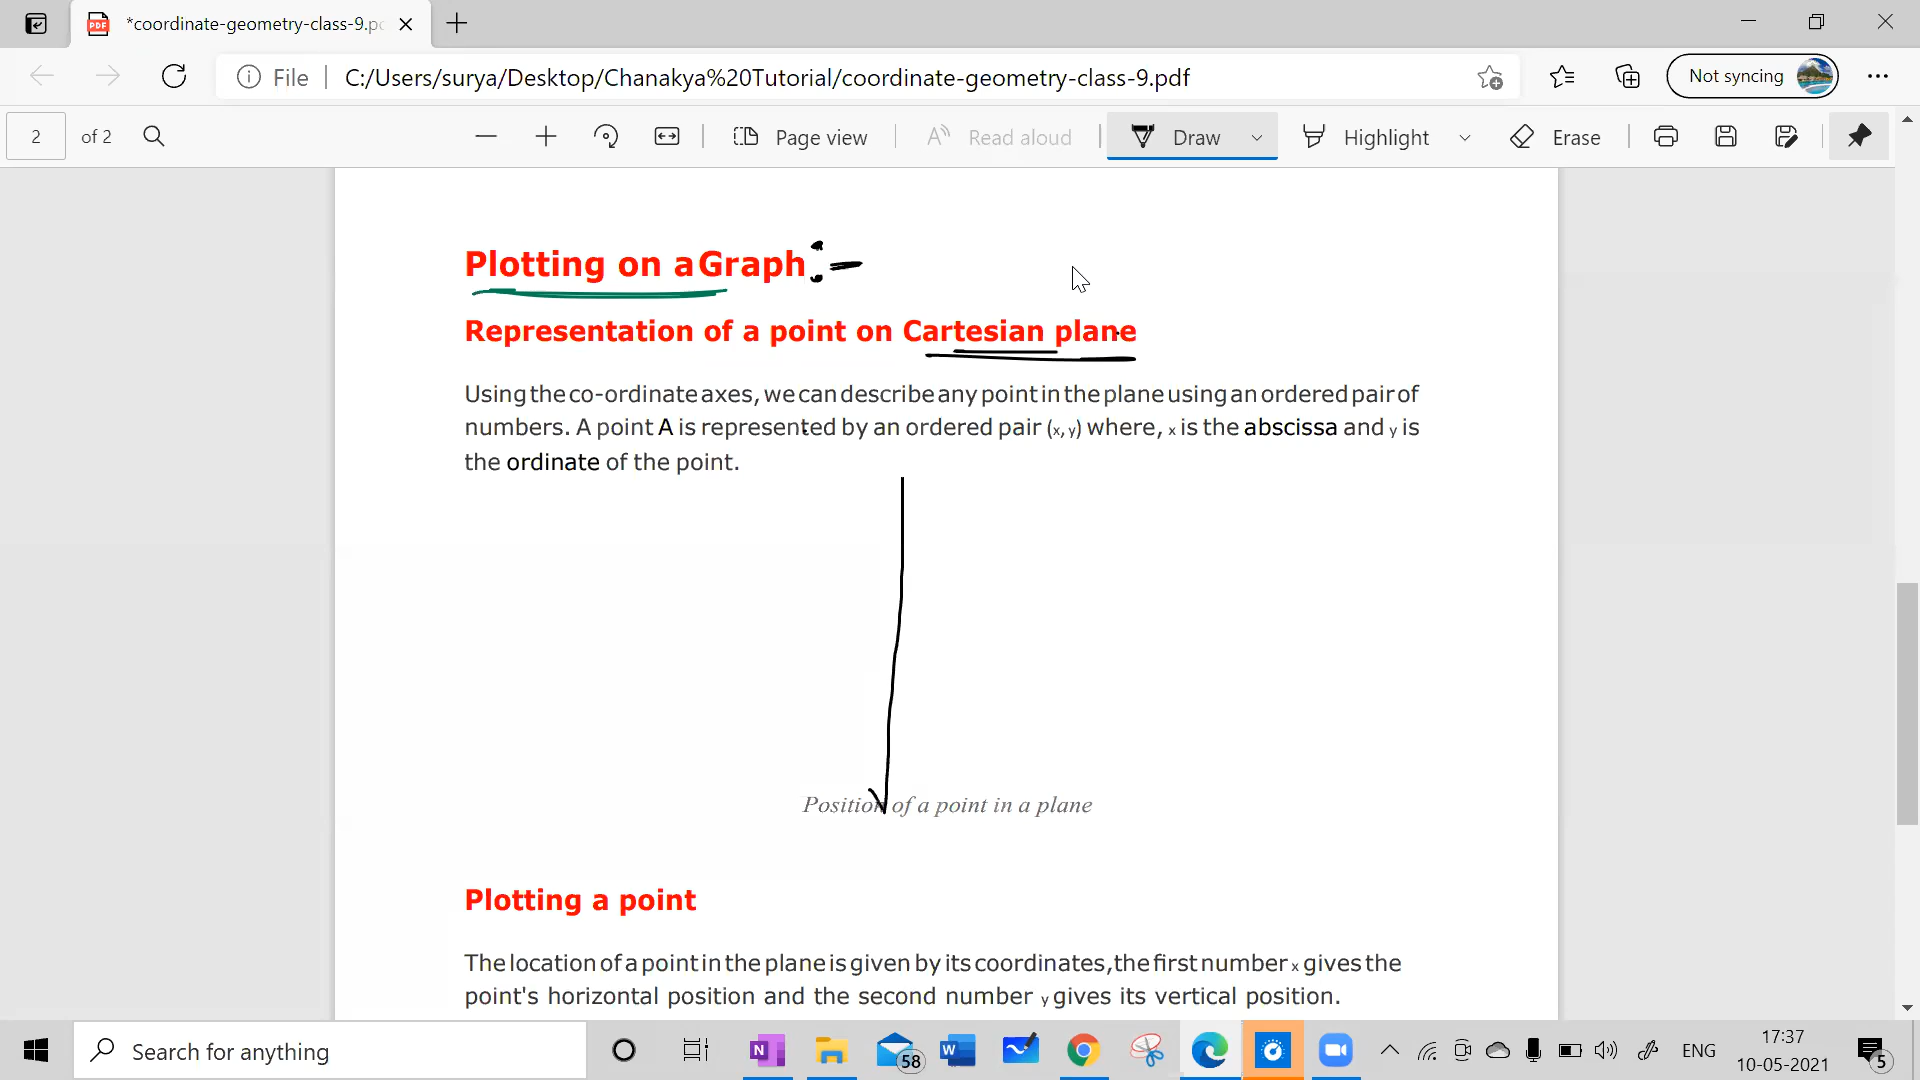 *coordinate-geometry-class-9.pd
File
C:/Users/surya/Desktop/Chanakya%20Tutorial/coordinate-geometry-class-9.pdf
Not syncing
2 of 2
Page view
Read aloud
Draw
Highlight
Erase
Plotting on a Graph :-
Representation of a point on Cartesian plane
Using the co-ordinate axes, we can describe any point in the plane using an ordered pair of
numbers. A point A is represented by an ordered pair (x, y) where, x is the abscissa and y is
the ordinate of the point.
Position of a point in a plane
Plotting a point
The location of a point in the plane is given by its coordinates, the first number x gives the
point's horizontal position and the second number y gives its vertical position.
Search for anything
58
ENG
17:37
10-05-2021
5